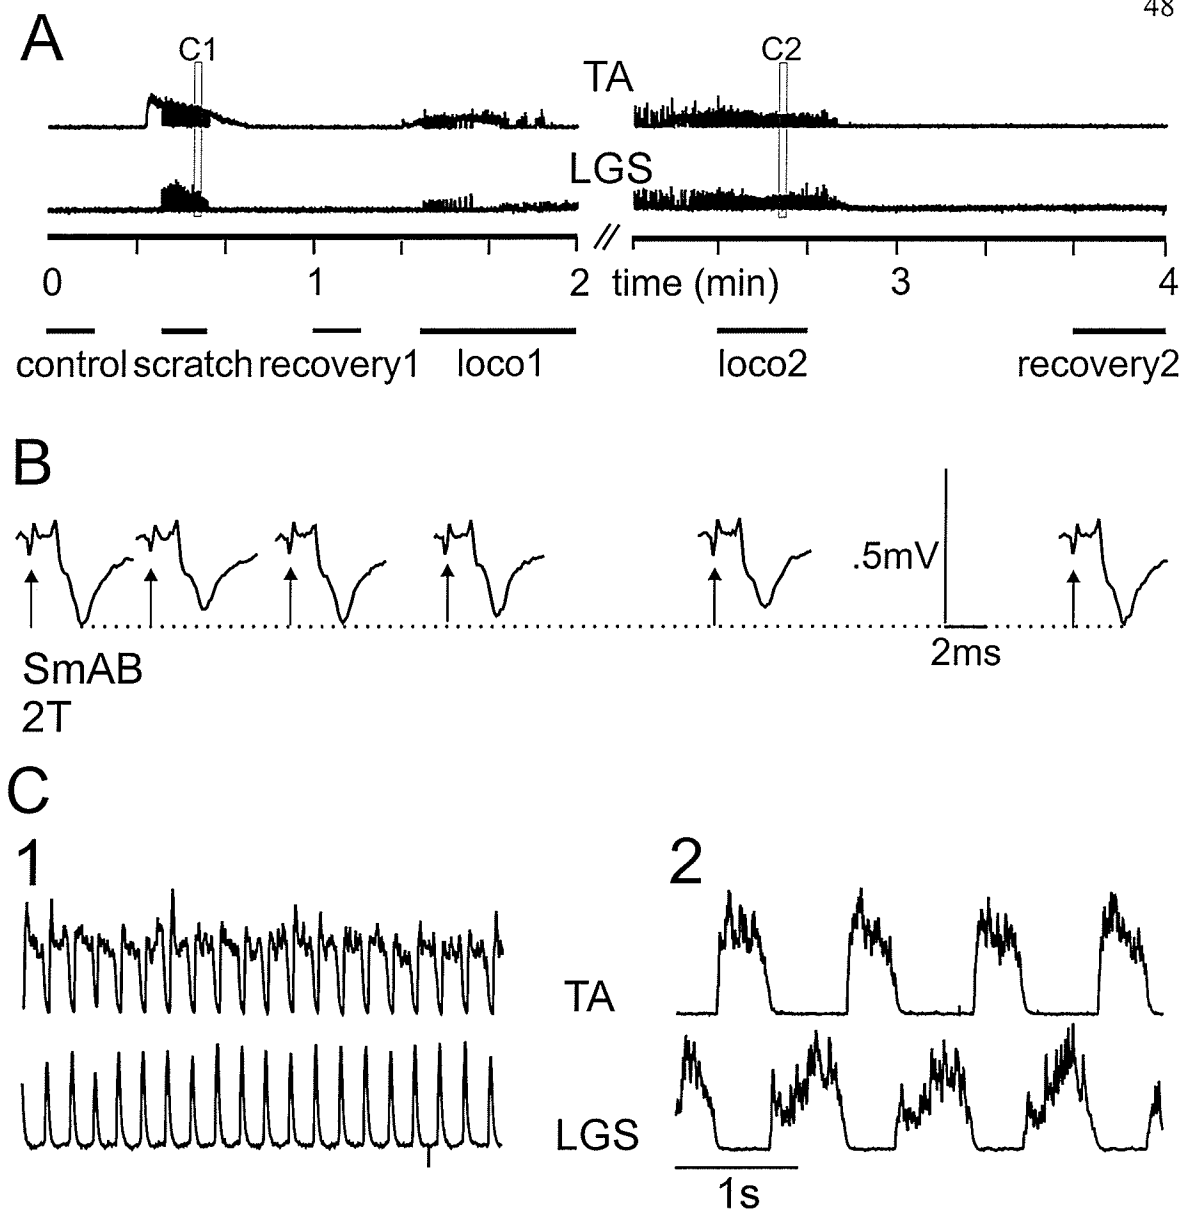 48
A
C1
C2
TA
LGS
0 1 2 time (min) 3 4
control scratch recovery1 loco1 loco2 recovery2
B
.5mV
2ms
SmAB
2T
C
1
2
TA
LGS
1s